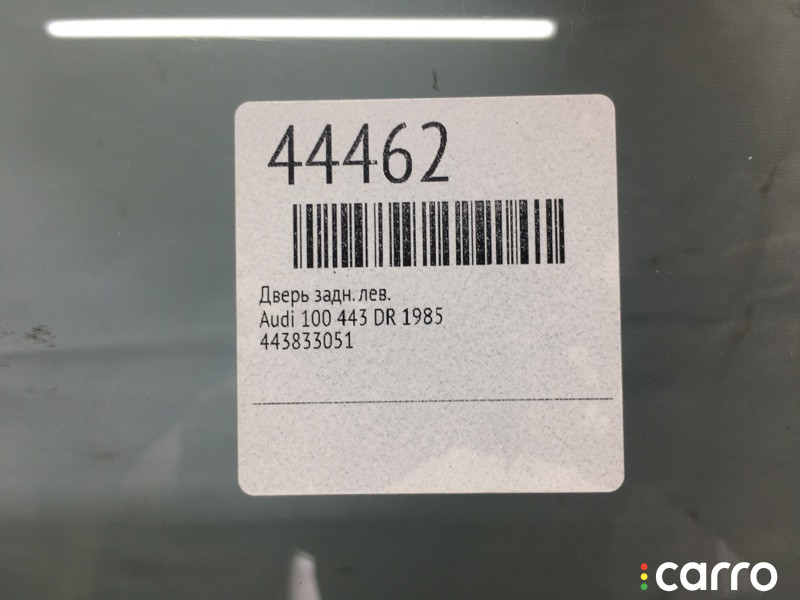 44462
Дверь задн. лев.
Audi 100 443 DR 1985
443833051
carro